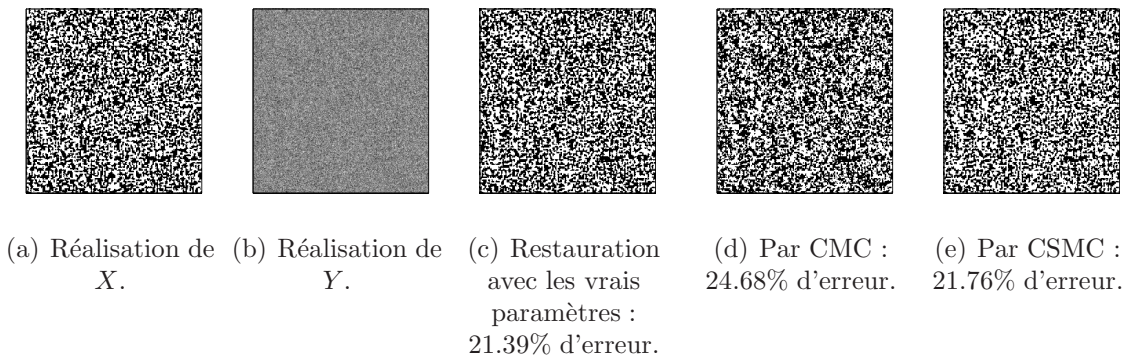 (a) Réalisation de
X.
(b) Réalisation de
Y.
(c) Restauration
avec les vrais
paramètres :
21.39% d'erreur.
(d) Par CMC :
24.68% d'erreur.
(e) Par CSMC :
21.76% d'erreur.